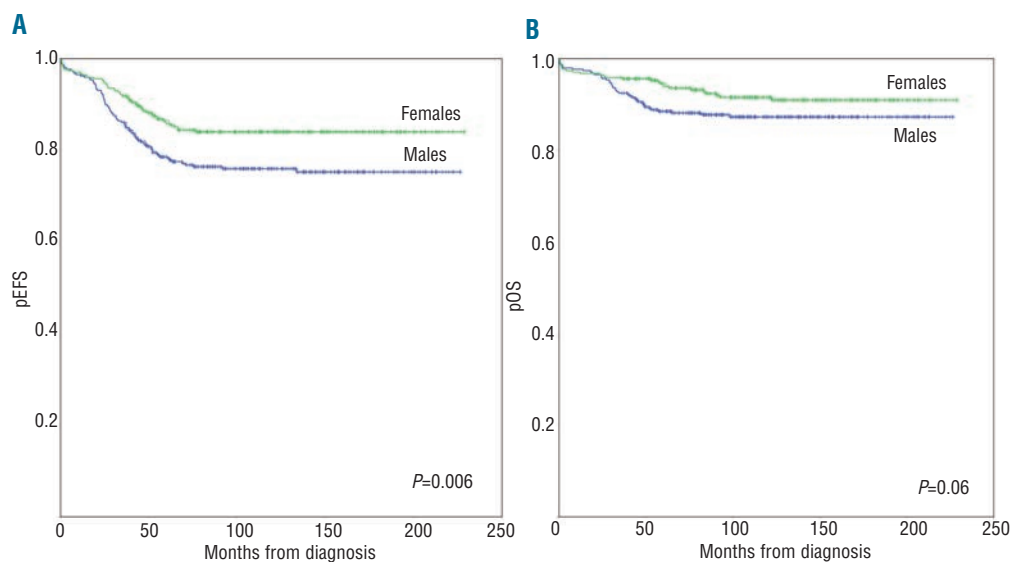 A
1.0
0.8
0.6
0.4
0.2
pEFS
Females
Males
P=0.006
0 50 100 150 200 250
Months from diagnosis
B
1.0
0.8
0.6
0.4
0.2
pOS
Females
Males
P=0.06
0 50 100 150 200 250
Months from diagnosis